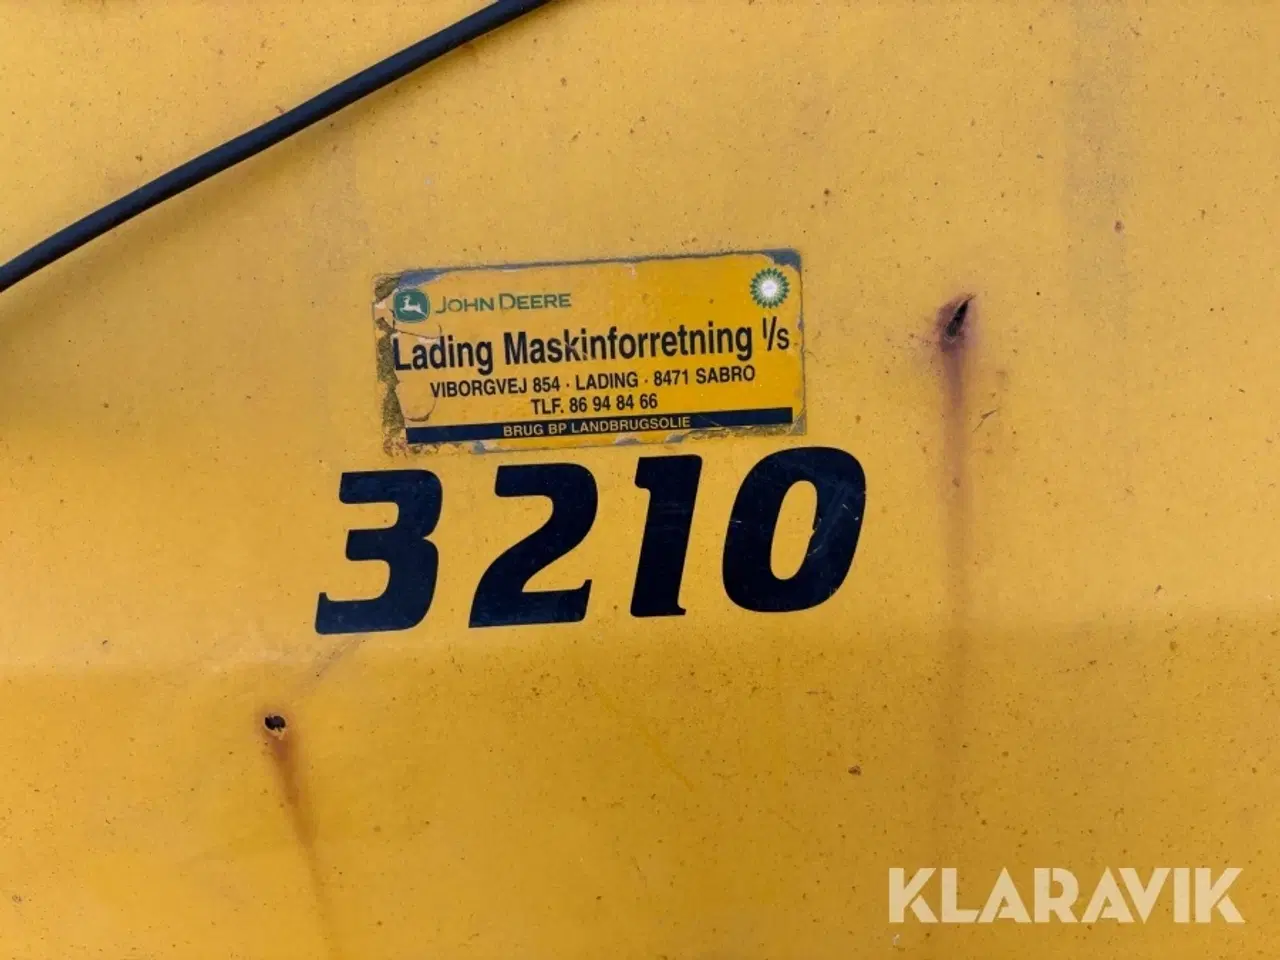 JOHN DEERE
Lading Maskinforretning I/S
VIBORGVEJ 854 · LADING · 8471 SABRO
TLF. 86 94 84 66
BRUG BP LANDBRUGSOLIE
3210
KLARAVIK